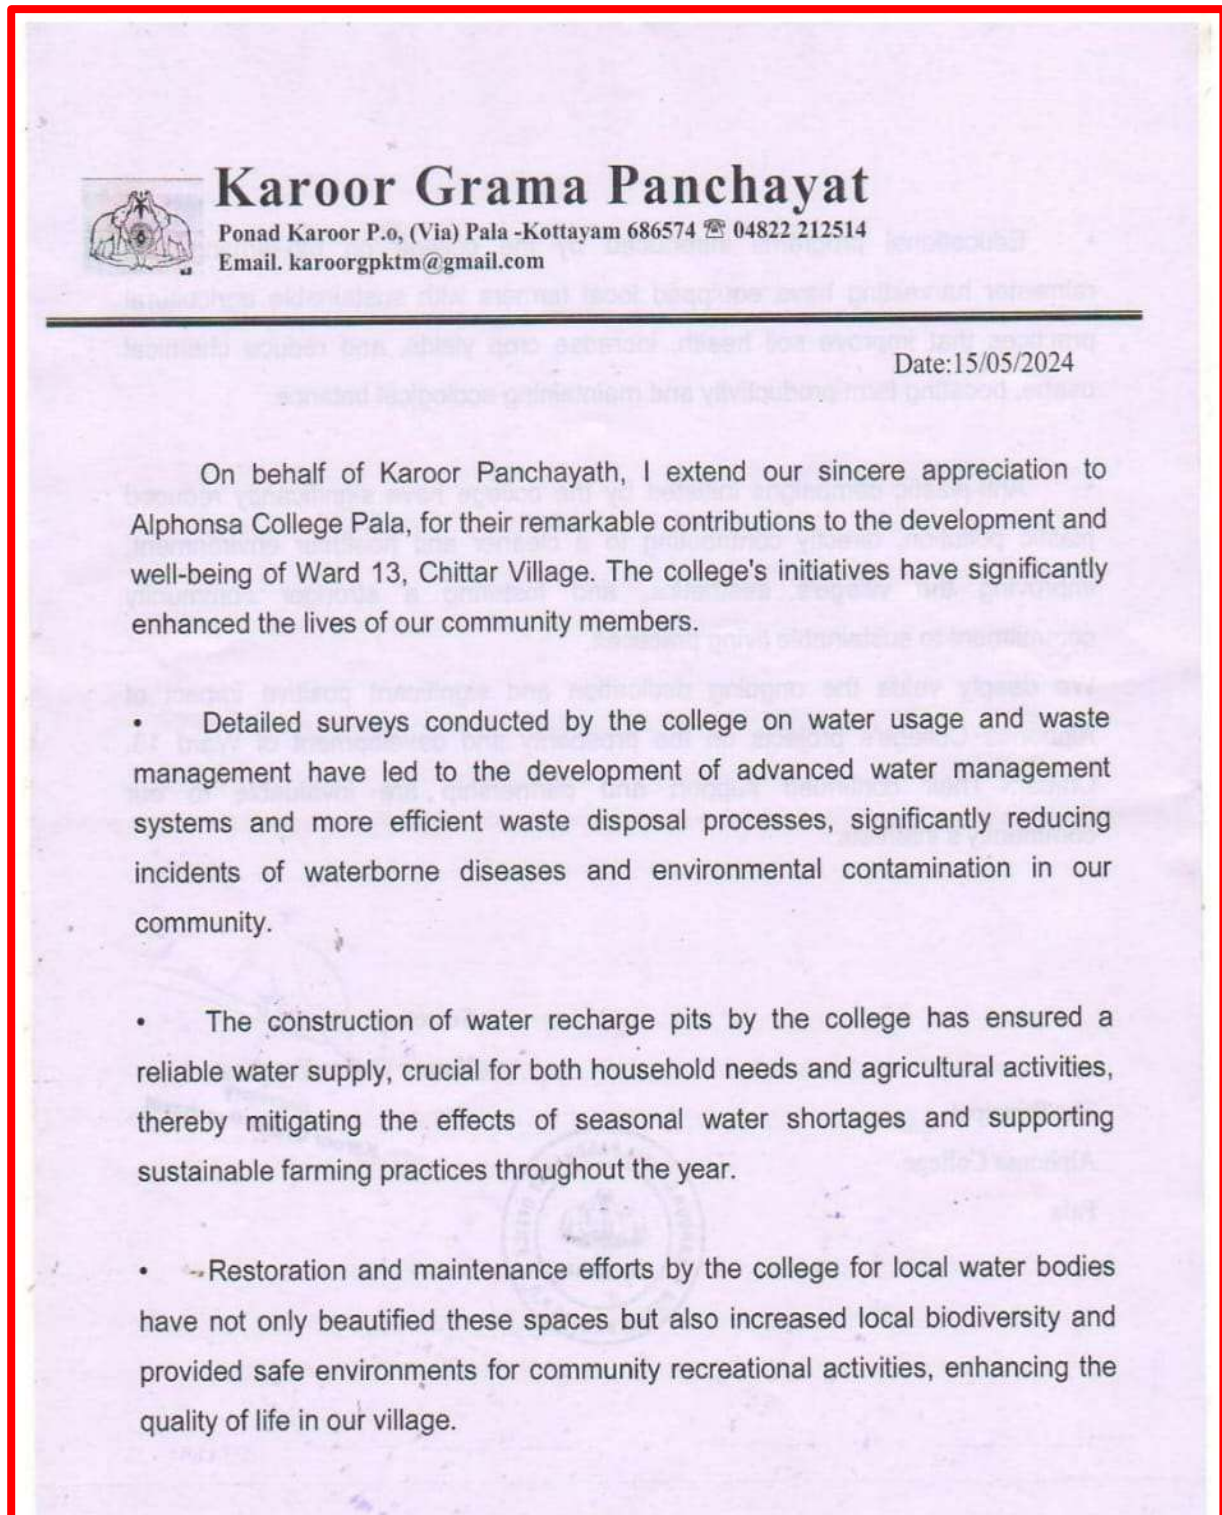 Karoor Grama Panchayat
Ponad Karoor P.o, (Via) Pala -Kottayam 686574 ☏ 04822 212514
Email. karoorgpktm@gmail.com
Date:15/05/2024
On behalf of Karoor Panchayath, I extend our sincere appreciation to
Alphonsa College Pala, for their remarkable contributions to the development and
well-being of Ward 13, Chittar Village. The college's initiatives have significantly
enhanced the lives of our community members.
• Detailed surveys conducted by the college on water usage and waste
management have led to the development of advanced water management
systems and more efficient waste disposal processes, significantly reducing
incidents of waterborne diseases and environmental contamination in our
community.
• The construction of water recharge pits by the college has ensured a
reliable water supply, crucial for both household needs and agricultural activities,
thereby mitigating the effects of seasonal water shortages and supporting
sustainable farming practices throughout the year.
• Restoration and maintenance efforts by the college for local water bodies
have not only beautified these spaces but also increased local biodiversity and
provided safe environments for community recreational activities, enhancing the
quality of life in our village.